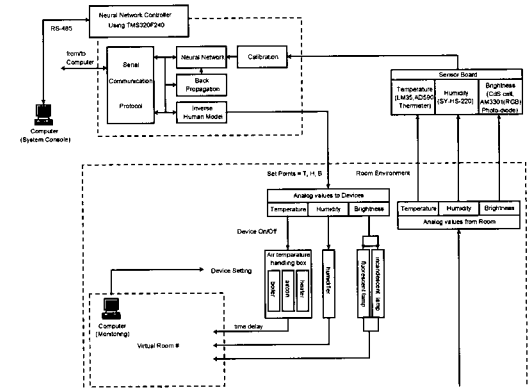 Neural Network Controller
Using TMS320F240
RS-485
from/to
Computer
Serial
Communication
Protocol
Neural Network
Calibration
Back
Propagation
Inverse
Human Model
Computer
(System Console)
Sensor Board
Temperature
(LM35,AD590
Thermister)
Humidity
(SY-HS-220)
Brightness
(CdS cell,
AM3301(RGB)
Photo-diode)
Set Points = T, H, B
Room Environment
Analog values to Devices
Temperature
Humidity
Brightness
Temperature
Humidity
Brightness
Analog values from Room
Device On/Off
Air temperature
handling box
boiler
aircon
heater
humidifier
fluorescent lamp
incandescent lamp
Device Setting
Computer
(Monitoring)
time delay
Virtual Room #